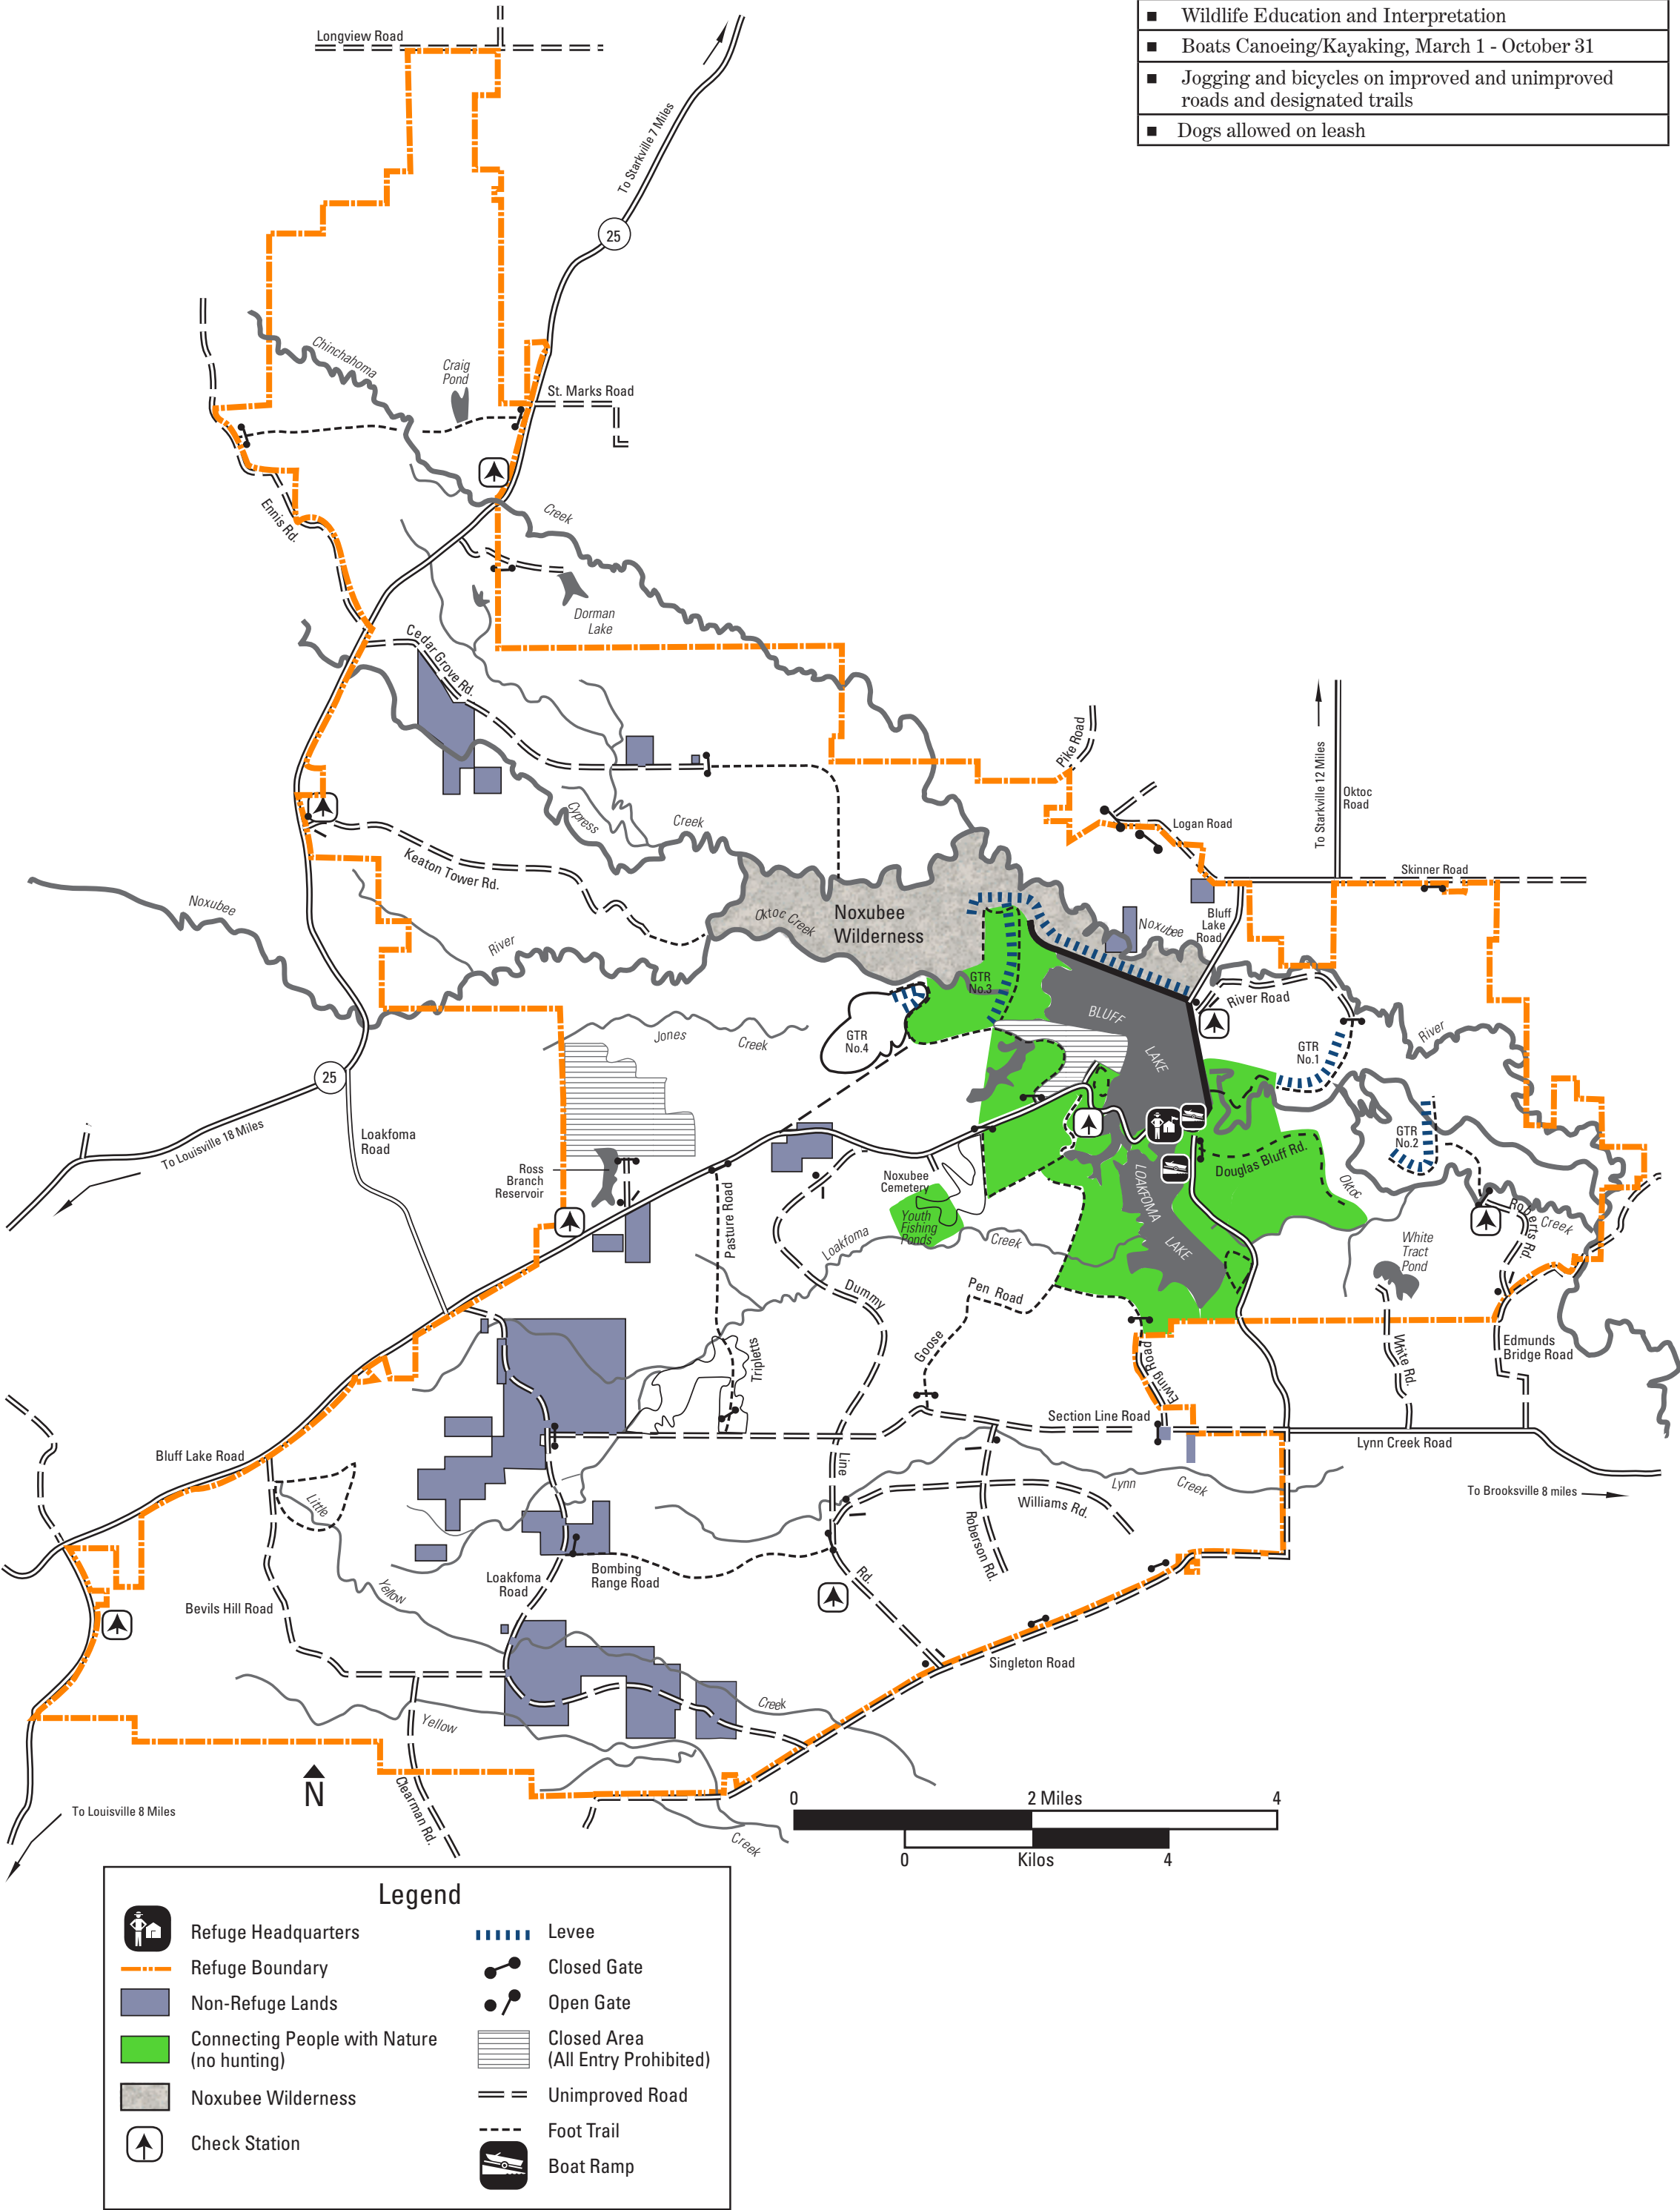 ■ Wildlife Education and Interpretation
■ Boats Canoeing/Kayaking, March 1 - October 31
■ Jogging and bicycles on improved and unimproved
roads and designated trails
■ Dogs allowed on leash
Longview Road
To Starkville 7 Miles
25
Chinchahoma
Craig
Pond
St. Marks Road
Ennis Rd.
Creek
Dorman
Lake
Cedar Grove Rd.
Pike Road
To Starkville 12 Miles
Oktoc
Road
Logan Road
Cypress
Creek
Keaton Tower Rd.
Skinner Road
Noxubee
River
Oktoc Creek
Noxubee
Wilderness
Noxubee
Bluff
Lake
Road
GTR
No.3
BLUFF
LAKE
River Road
River
GTR
No.4
GTR
No.1
Jones
Creek
25
Loakfoma
Road
To Louisville 18 Miles
GTR
No.2
Ross
Branch
Reservoir
Noxubee
Cemetery
Youth
Fishing
Ponds
LOAKFOMA
LAKE
Douglas Bluff Rd.
Oktoc
Creek
Roberts Rd.
White
Tract
Pond
Pasture Road
Loakfoma
Creek
Dummy
Pen Road
Goose
Tripletts
Ewing Road
White Rd.
Edmunds
Bridge Road
Section Line Road
Lynn Creek Road
Bluff Lake Road
Line
Lynn
Creek
To Brooksville 8 miles
Little
Williams Rd.
Roberson Rd.
Bombing
Range Road
Loakfoma
Road
Rd.
Yellow
Bevils Hill Road
Singleton Road
Creek
Yellow
Clearman Rd.
Creek
N
To Louisville 8 Miles
0 2 Miles 4
0 Kilos 4
Legend
Refuge Headquarters
Refuge Boundary
Non-Refuge Lands
Connecting People with Nature
(no hunting)
Noxubee Wilderness
Check Station
Levee
Closed Gate
Open Gate
Closed Area
(All Entry Prohibited)
Unimproved Road
Foot Trail
Boat Ramp